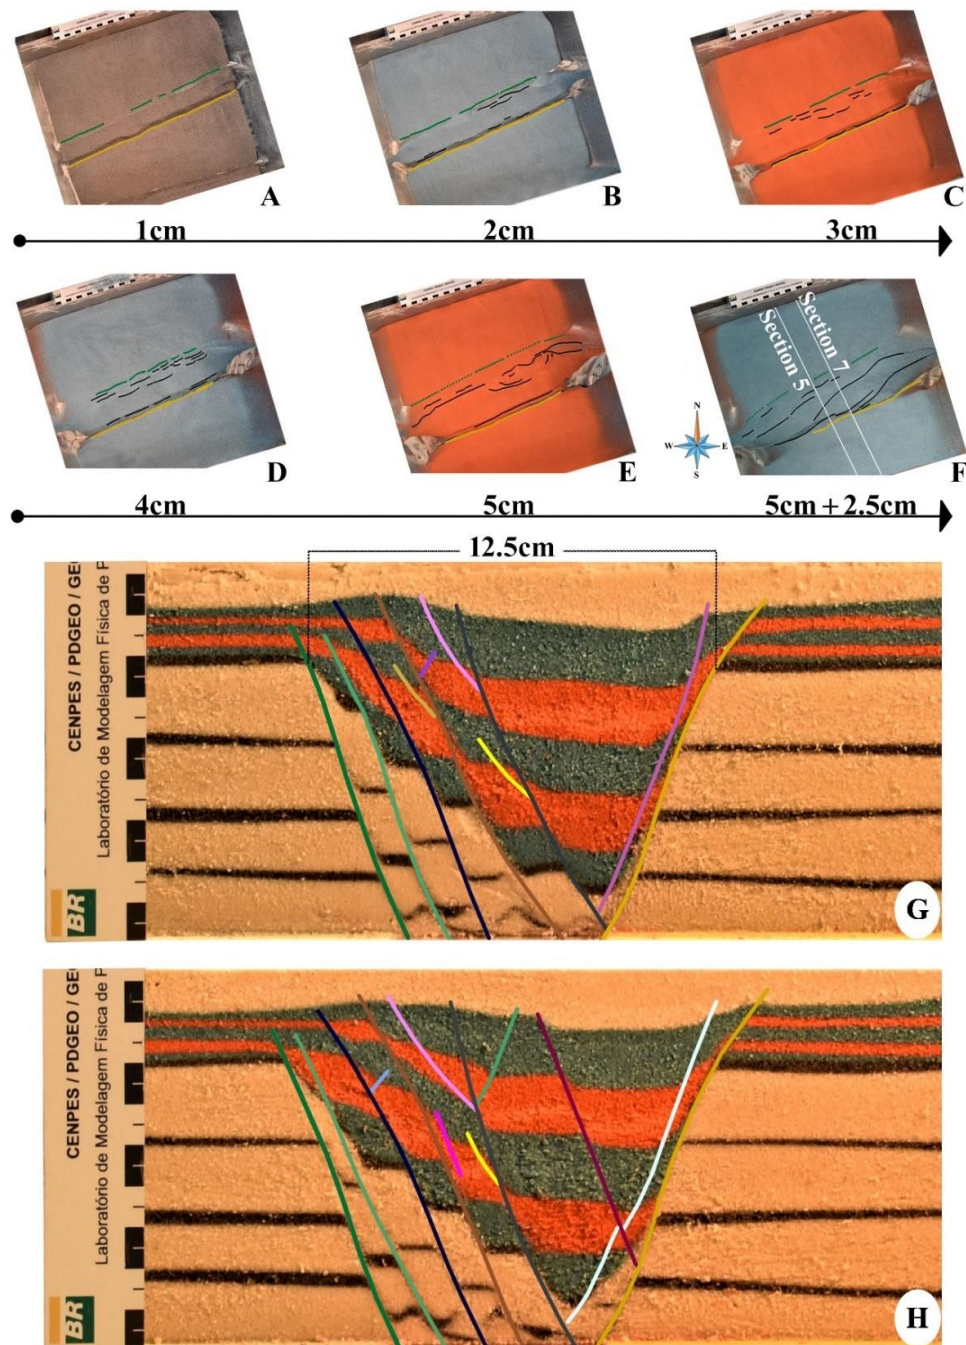 A
B
C
1cm
2cm
3cm
Section 5
Section 7
N
W
E
S
D
E
F
4cm
5cm
5cm + 2.5cm
12.5cm
CENPES / PDGEO / GE
Laboratório de Modelagem Física de
BR
G
CENPES / PDGEO / GE
Laboratório de Modelagem Física de
BR
H